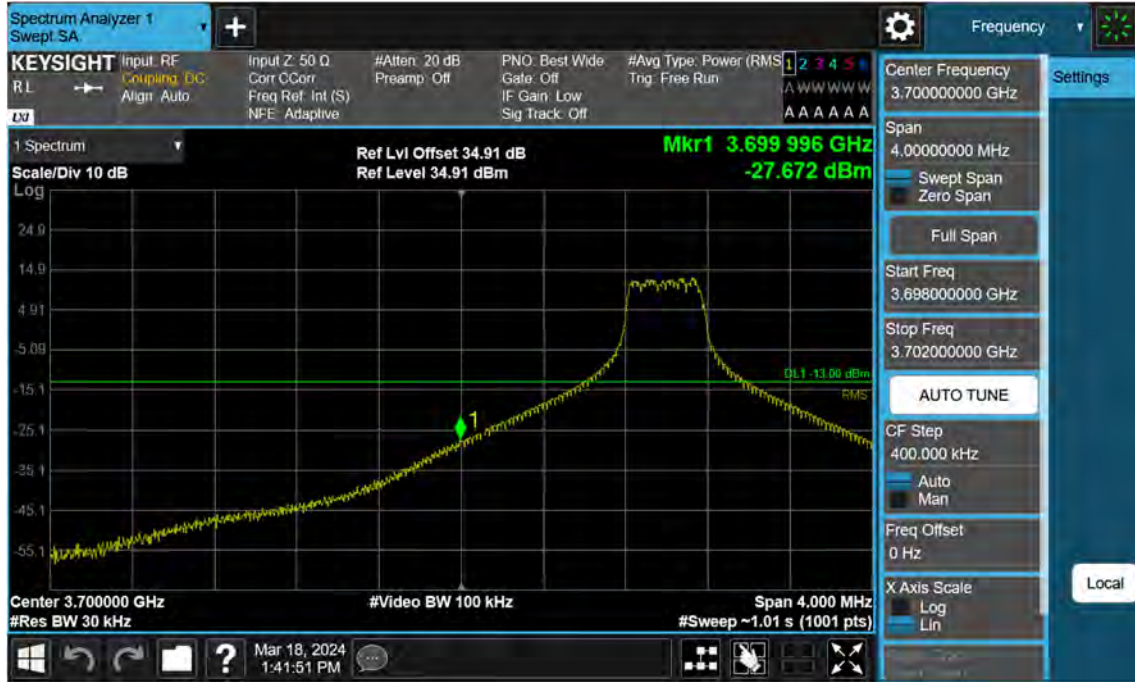 Spectrum Analyzer 1
Swept SA
+
Frequency
KEYSIGHT
RL
LXI
Input: RF
Coupling: DC
Align: Auto
Input Z: 50 Ω
Corr CCorr
Freq Ref: Int (S)
NFE: Adaptive
#Atten: 20 dB
Preamp: Off
PNO: Best Wide
Gate: Off
IF Gain: Low
Sig Track: Off
#Avg Type: Power (RMS
Trig: Free Run
1 2 3 4 5 6
A W W W W W
A A A A A A
1 Spectrum
Scale/Div 10 dB
Log
Ref Lvl Offset 34.91 dB
Ref Level 34.91 dBm
Mkr1 3.699 996 GHz
-27.672 dBm
24.9
14.9
4.91
-5.09
-15.1
-25.1
-35.1
-45.1
-55.1
DL1 -13.00 dBm
RMS
1
Center 3.700000 GHz
#Res BW 30 kHz
#Video BW 100 kHz
Span 4.000 MHz
#Sweep ~1.01 s (1001 pts)
?
Mar 18, 2024
1:41:51 PM
Center Frequency
3.700000000 GHz
Span
4.00000000 MHz
Swept Span
Zero Span
Full Span
Start Freq
3.698000000 GHz
Stop Freq
3.702000000 GHz
AUTO TUNE
CF Step
400.000 kHz
Auto
Man
Freq Offset
0 Hz
X Axis Scale
Log
Lin
Settings
Local